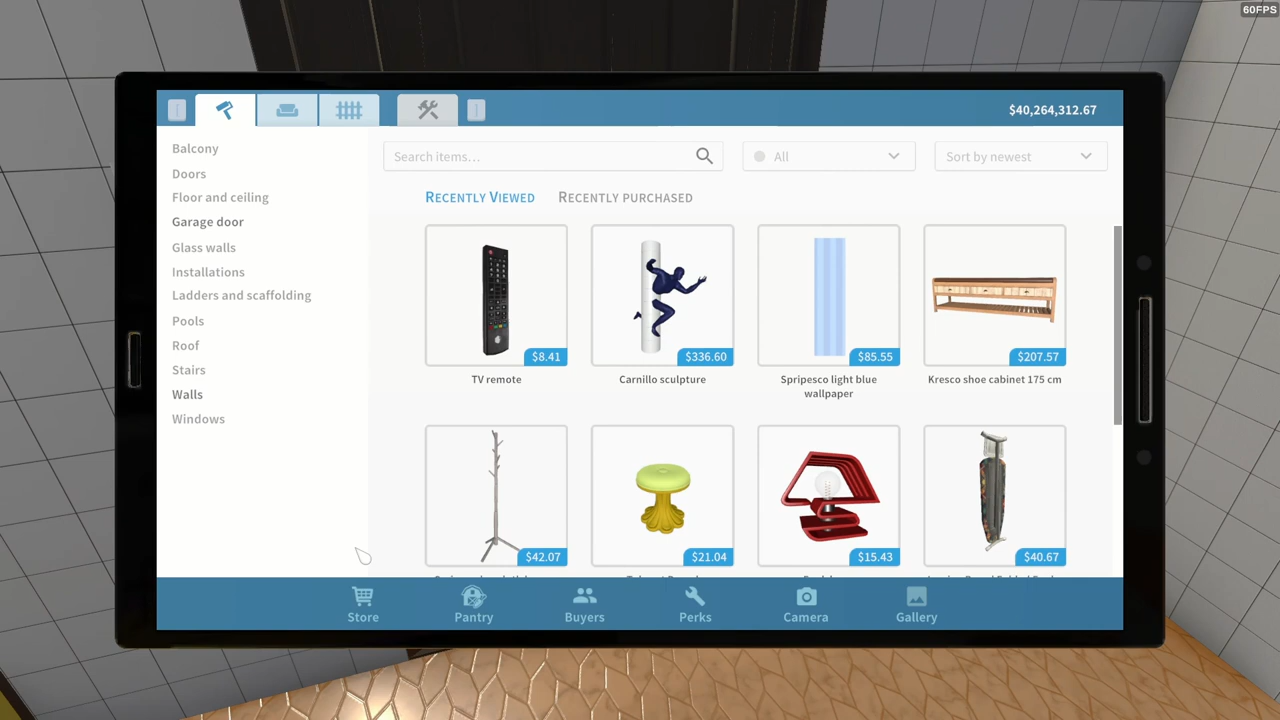 60FPS
$40,264,312.67
Balcony
Doors
Floor and ceiling
Garage door
Glass walls
Installations
Ladders and scaffolding
Pools
Roof
Stairs
Walls
Windows
Search items...
All
Sort by newest
RECENTLY VIEWED
RECENTLY PURCHASED
$8.41
$336.60
$85.55
$207.57
TV remote
Carnillo sculpture
Spripesco light blue
wallpaper
Kresco shoe cabinet 175 cm
$42.07
$21.04
$15.43
$40.67
Store
Pantry
Buyers
Perks
Camera
Gallery